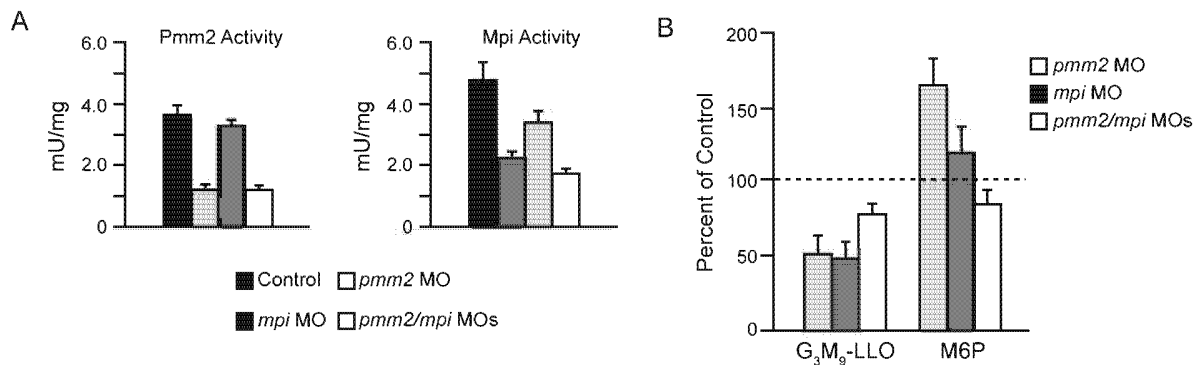 A
Pmm2 Activity
6.0
4.0
2.0
0
mU/mg
Mpi Activity
6.0
4.0
2.0
0
mU/mg
Control
pmm2 MO
mpi MO
pmm2/mpi MOs
B
200
150
100
50
0
Percent of Control
G₃M₉-LLO
M6P
pmm2 MO
mpi MO
pmm2/mpi MOs